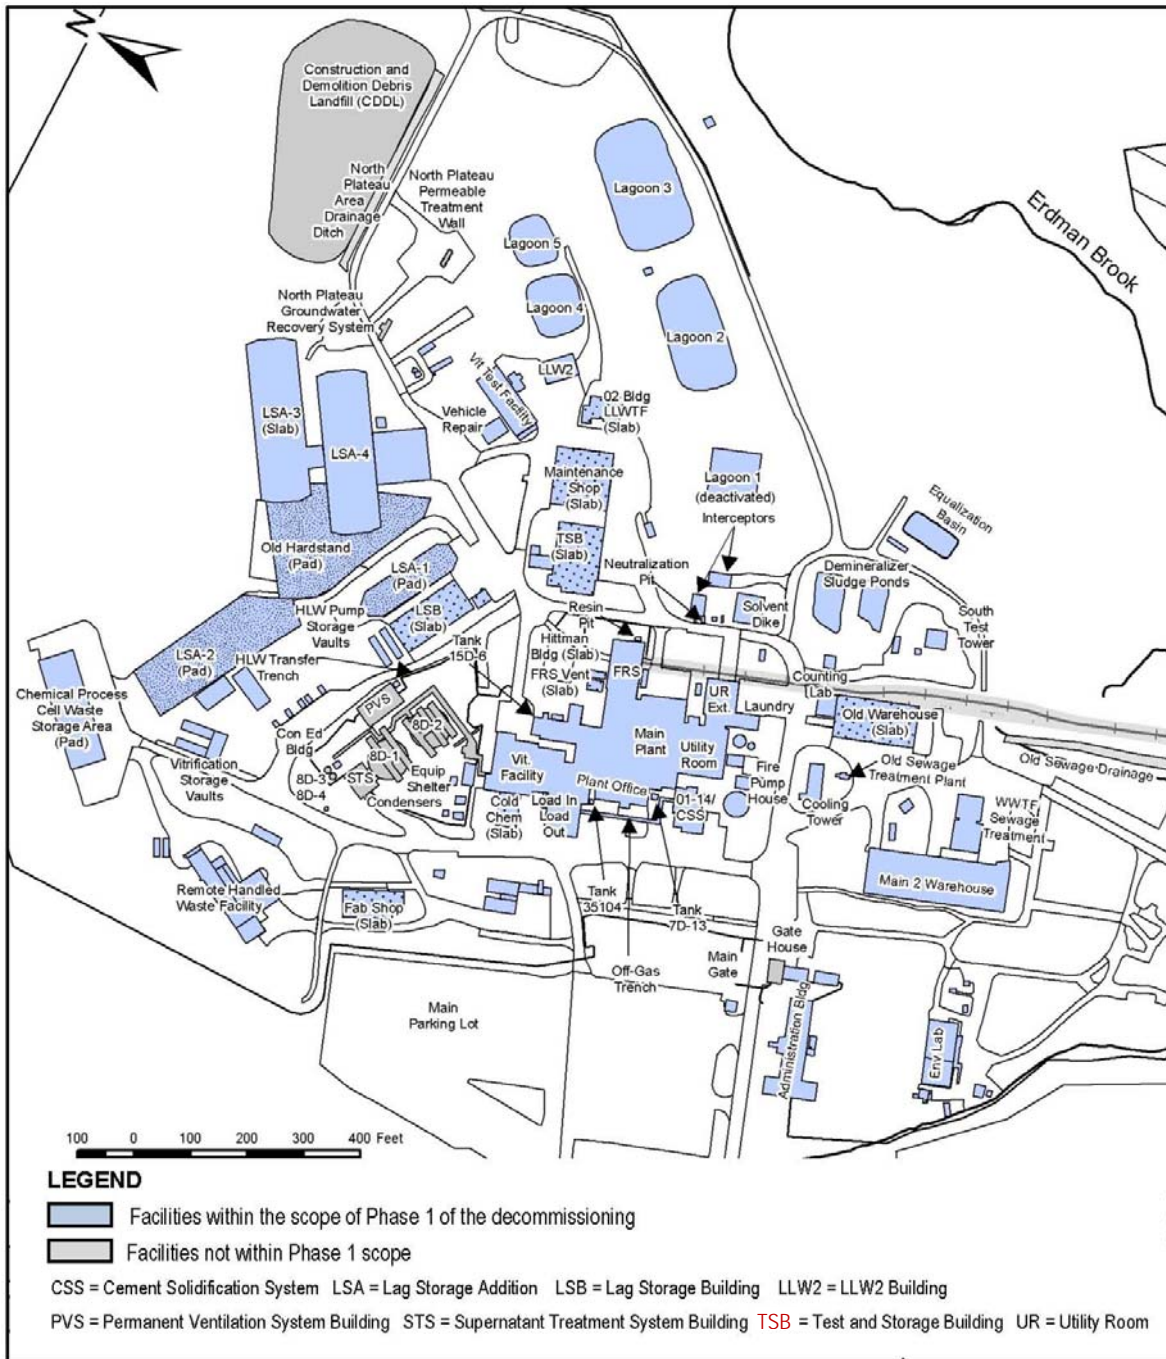 N
Construction and
Demolition Debris
Landfill (CDDL)
North
Plateau
Area
Drainage
Ditch
North Plateau
Permeable
Treatment
Wall
Lagoon 3
Erdman Brook
Lagoon 5
Lagoon 4
Lagoon 2
North Plateau
Groundwater
Recovery System
LLW2
Vit Test Facility
02 Bldg
LLWTF
(Slab)
Vehicle
Repair
LSA-3
(Slab)
LSA-4
Maintenance
Shop
(Slab)
Lagoon 1
(deactivated)
Interceptors
Equalization
Basin
TSB
(Slab)
Old Hardstand
(Pad)
LSA-1
(Pad)
Neutralization
Pit
Demineralizer
Sludge Ponds
HLW Pump
Storage
Vaults
LSB
(Slab)
Resin
Pit
Solvent
Dike
South
Test
Tower
LSA-2
(Pad)
HLW Transfer
Trench
Tank
15D-6
Hittman
Bldg (Slab)
FRS Vent
(Slab)
FRS
Counting
Lab
Chemical Process
Cell Waste
Storage Area
(Pad)
PVS
8D-2
UR
Ext.
Laundry
Old Warehouse
(Slab)
Con Ed
Bldg
8D-1
Main
Plant
Utility
Room
Vitrification
Storage
Vaults
STS
8D-3
8D-4
Equip
Shelter
Condensers
Vit.
Facility
Plant Office
Fire
Pump
House
Old Sewage
Treatment Plant
Old Sewage Drainage
Cold
Chem
(Slab)
Load In
Load
Out
01-14/
CSS
Cooling
Tower
WWTF
Sewage
Treatment
Remote Handled
Waste Facility
Fab Shop
(Slab)
Tank
35104
Tank
7D-13
Main 2 Warehouse
Off-Gas
Trench
Main
Gate
Gate
House
Main
Parking Lot
Administration Bldg
Env Lab
100 0 100 200 300 400 Feet
LEGEND
Facilities within the scope of Phase 1 of the decommissioning
Facilities not within Phase 1 scope
CSS = Cement Solidification System LSA = Lag Storage Addition LSB = Lag Storage Building LLW2 = LLW2 Building
PVS = Permanent Ventilation System Building STS = Supernatant Treatment System Building TSB = Test and Storage Building UR = Utility Room